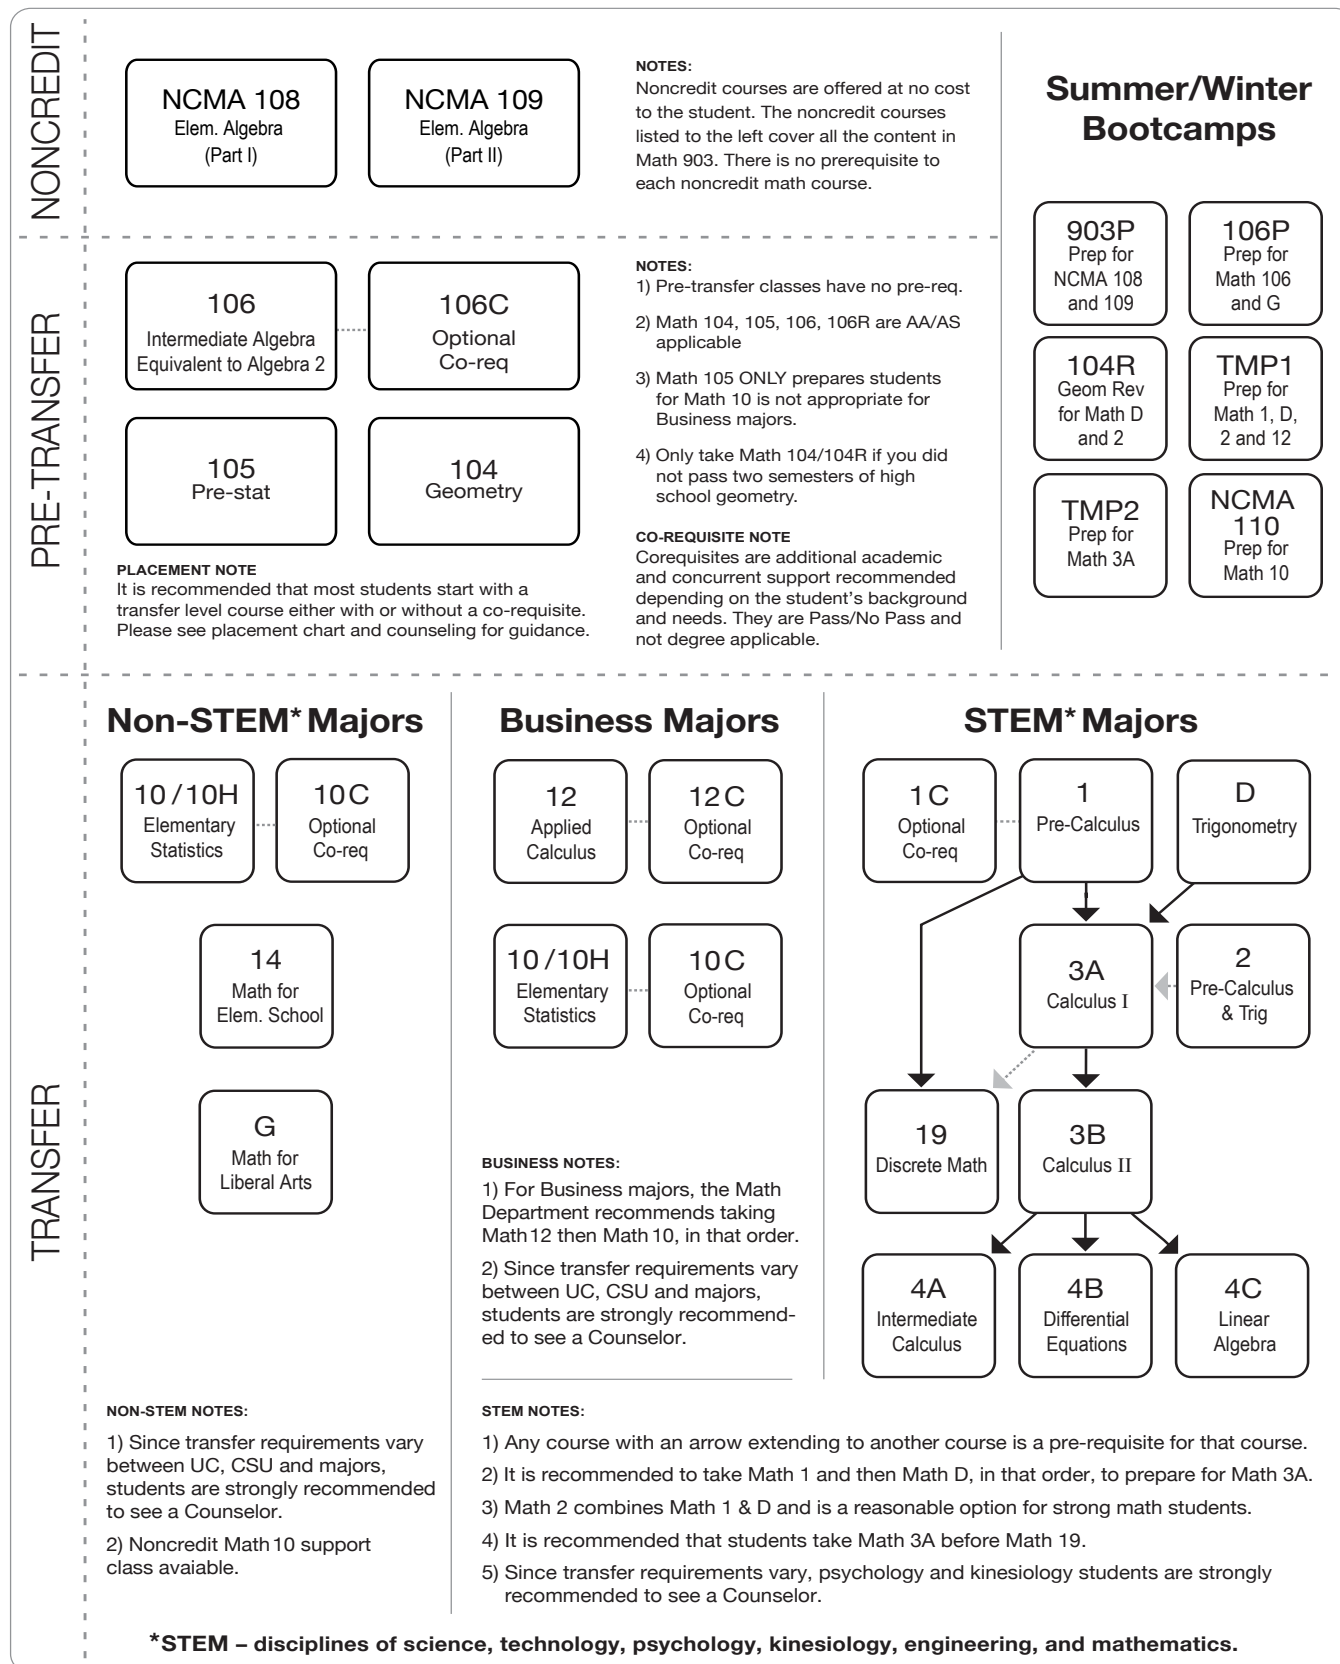 NONCREDIT
NCMA 108
Elem. Algebra
(Part I)
NCMA 109
Elem. Algebra
(Part II)
NOTES:
Noncredit courses are offered at no cost
to the student. The noncredit courses
listed to the left cover all the content in
Math 903. There is no prerequisite to
each noncredit math course.
Summer/Winter
Bootcamps
903P
Prep for
NCMA 108
and 109
106P
Prep for
Math 106
and G
104R
Geom Rev
for Math D
and 2
TMP1
Prep for
Math 1, D,
2 and 12
TMP2
Prep for
Math 3A
NCMA
110
Prep for
Math 10
PRE-TRANSFER
106
Intermediate Algebra
Equivalent to Algebra 2
106C
Optional
Co-req
105
Pre-stat
104
Geometry
PLACEMENT NOTE
It is recommended that most students start with a
transfer level course either with or without a co-requisite.
Please see placement chart and counseling for guidance.
NOTES:
1) Pre-transfer classes have no pre-req.
2) Math 104, 105, 106, 106R are AA/AS
applicable
3) Math 105 ONLY prepares students
for Math 10 is not appropriate for
Business majors.
4) Only take Math 104/104R if you did
not pass two semesters of high
school geometry.
CO-REQUISITE NOTE
Corequisites are additional academic
and concurrent support recommended
depending on the student's background
and needs. They are Pass/No Pass and
not degree applicable.
TRANSFER
Non-STEM* Majors
10/10H
Elementary
Statistics
10C
Optional
Co-req
14
Math for
Elem. School
G
Math for
Liberal Arts
NON-STEM NOTES:
1) Since transfer requirements vary
between UC, CSU and majors,
students are strongly recommended
to see a Counselor.
2) Noncredit Math 10 support
class avaiable.
Business Majors
12
Applied
Calculus
12C
Optional
Co-req
10/10H
Elementary
Statistics
10C
Optional
Co-req
BUSINESS NOTES:
1) For Business majors, the Math
Department recommends taking
Math 12 then Math 10, in that order.
2) Since transfer requirements vary
between UC, CSU and majors,
students are strongly recommend-
ed to see a Counselor.
STEM* Majors
1C
Optional
Co-req
1
Pre-Calculus
D
Trigonometry
3A
Calculus I
2
Pre-Calculus
& Trig
19
Discrete Math
3B
Calculus II
4A
Intermediate
Calculus
4B
Differential
Equations
4C
Linear
Algebra
STEM NOTES:
1) Any course with an arrow extending to another course is a pre-requisite for that course.
2) It is recommended to take Math 1 and then Math D, in that order, to prepare for Math 3A.
3) Math 2 combines Math 1 & D and is a reasonable option for strong math students.
4) It is recommended that students take Math 3A before Math 19.
5) Since transfer requirements vary, psychology and kinesiology students are strongly
recommended to see a Counselor.
*STEM – disciplines of science, technology, psychology, kinesiology, engineering, and mathematics.